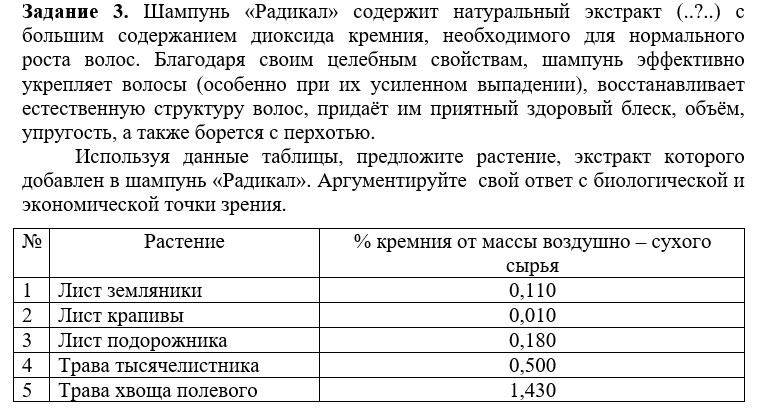 Задание 3. Шампунь «Радикал» содержит натуральный экстракт (..?..) с
большим содержанием диоксида кремния, необходимого для нормального
роста волос. Благодаря своим целебным свойствам, шампунь эффективно
укрепляет волосы (особенно при их усиленном выпадении), восстанавливает
естественную структуру волос, придаёт им приятный здоровый блеск, объём,
упругость, а также борется с перхотью.
Используя данные таблицы, предложите растение, экстракт которого
добавлен в шампунь «Радикал». Аргументируйте свой ответ с биологической и
экономической точки зрения.
№ Растение % кремния от массы воздушно – сухого
сырья
1 Лист земляники 0,110
2 Лист крапивы 0,010
3 Лист подорожника 0,180
4 Трава тысячелистника 0,500
5 Трава хвоща полевого 1,430